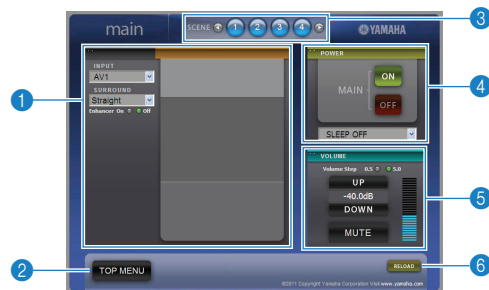 main
SCENE 1 2 3 4
YAMAHA
3
1
INPUT
AV1
SURROUND
Straight
Enhancer On Off
POWER
MAIN
ON
OFF
SLEEP OFF
4
VOLUME
Volume Step 0.5 5.0
UP
-40.0dB
DOWN
MUTE
5
2
TOP MENU
RELOAD
6
©2011 Copyright Yamaha Corporation Visit www.yamaha.com